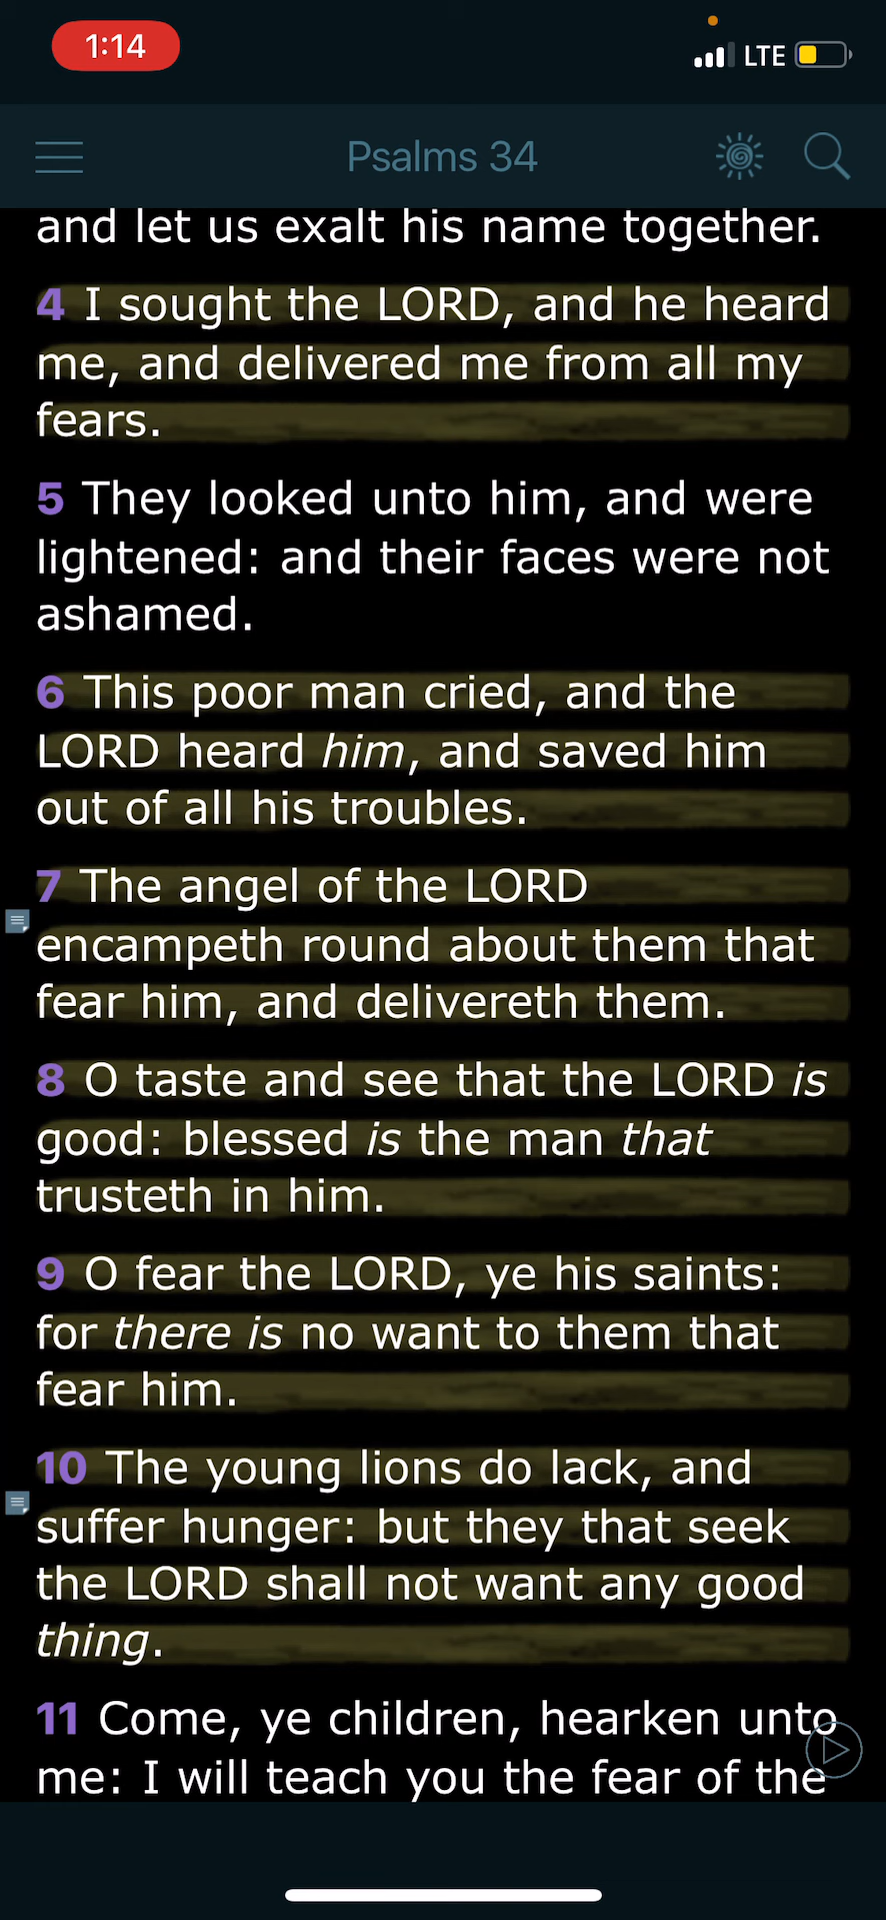 1:14
LTE
Psalms 34
and let us exalt his name together.
4 I sought the LORD, and he heard
me, and delivered me from all my
fears.
5 They looked unto him, and were
lightened: and their faces were not
ashamed.
6 This poor man cried, and the
LORD heard him, and saved him
out of all his troubles.
7 The angel of the LORD
encampeth round about them that
fear him, and delivereth them.
8 O taste and see that the LORD is
good: blessed is the man that
trusteth in him.
9 O fear the LORD, ye his saints:
for there is no want to them that
fear him.
10 The young lions do lack, and
suffer hunger: but they that seek
the LORD shall not want any good
thing.
11 Come, ye children, hearken unto
me: I will teach you the fear of the